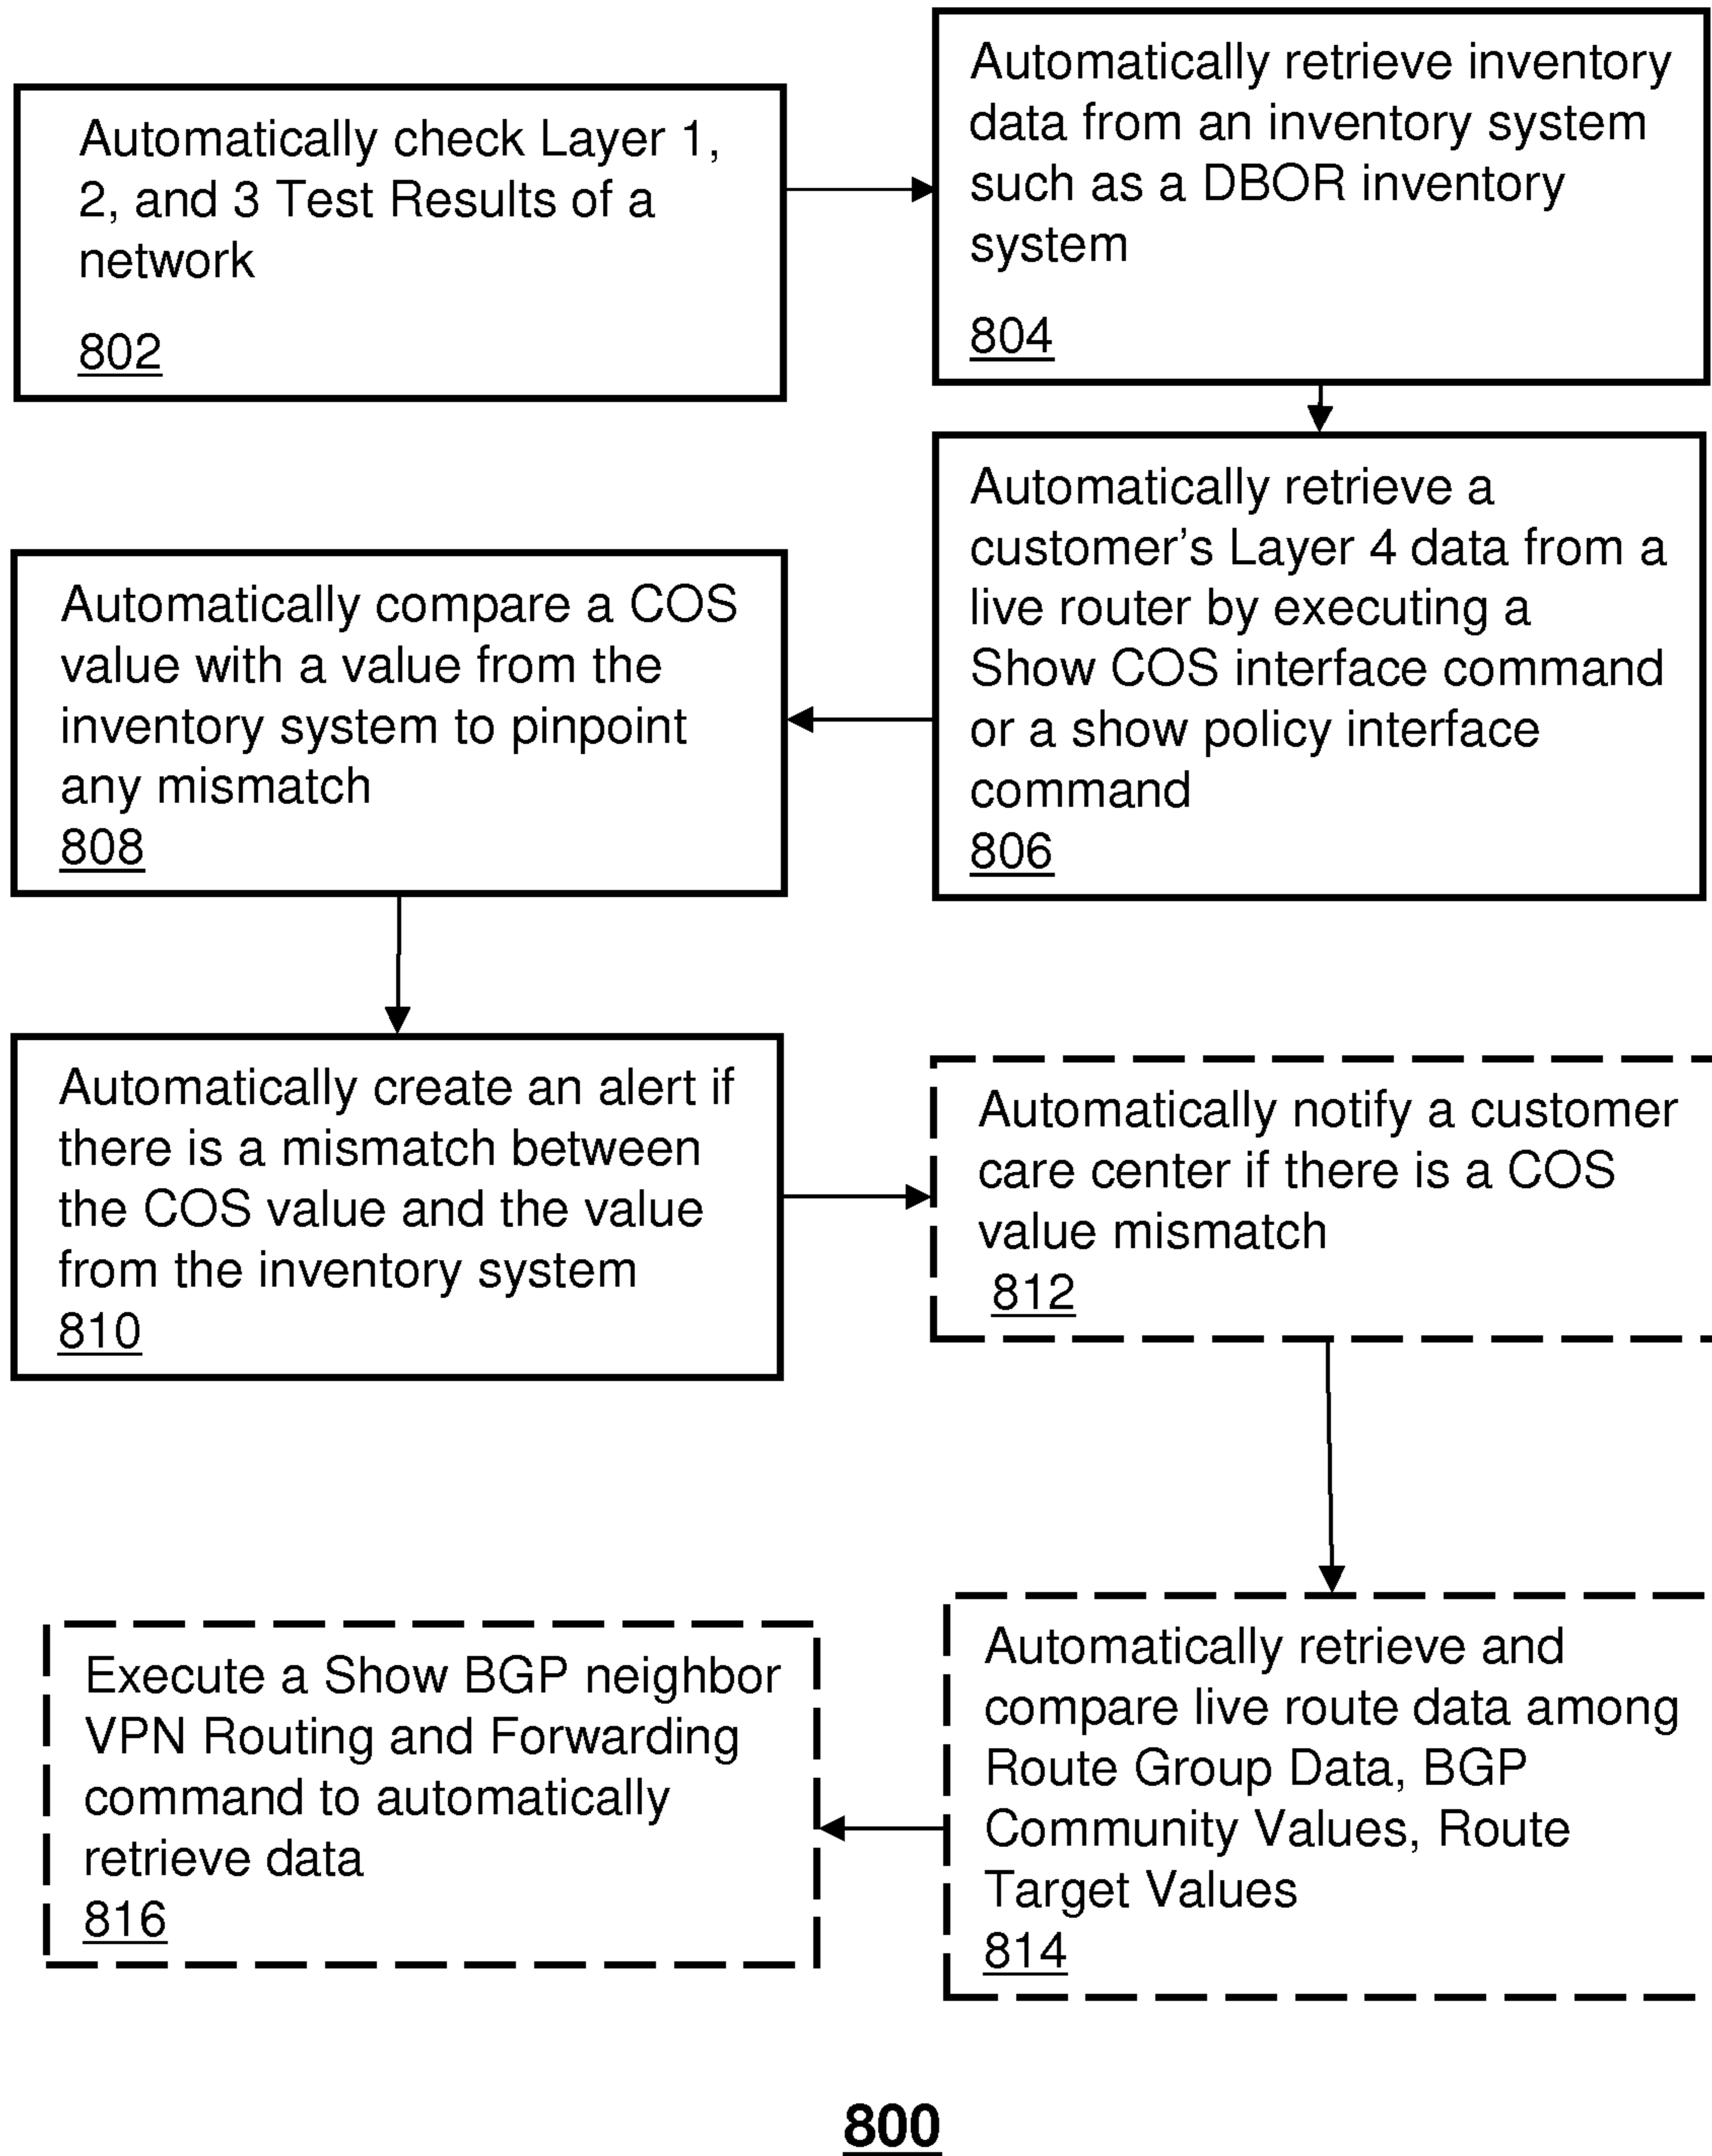 Automatically check Layer 1,
2, and 3 Test Results of a
network
802
Automatically retrieve inventory
data from an inventory system
such as a DBOR inventory
system
804
Automatically retrieve a
customer's Layer 4 data from a
live router by executing a
Show COS interface command
or a show policy interface
command
806
Automatically compare a COS
value with a value from the
inventory system to pinpoint
any mismatch
808
Automatically create an alert if
there is a mismatch between
the COS value and the value
from the inventory system
810
Automatically notify a customer
care center if there is a COS
value mismatch
812
Automatically retrieve and
compare live route data among
Route Group Data, BGP
Community Values, Route
Target Values
814
Execute a Show BGP neighbor
VPN Routing and Forwarding
command to automatically
retrieve data
816
800